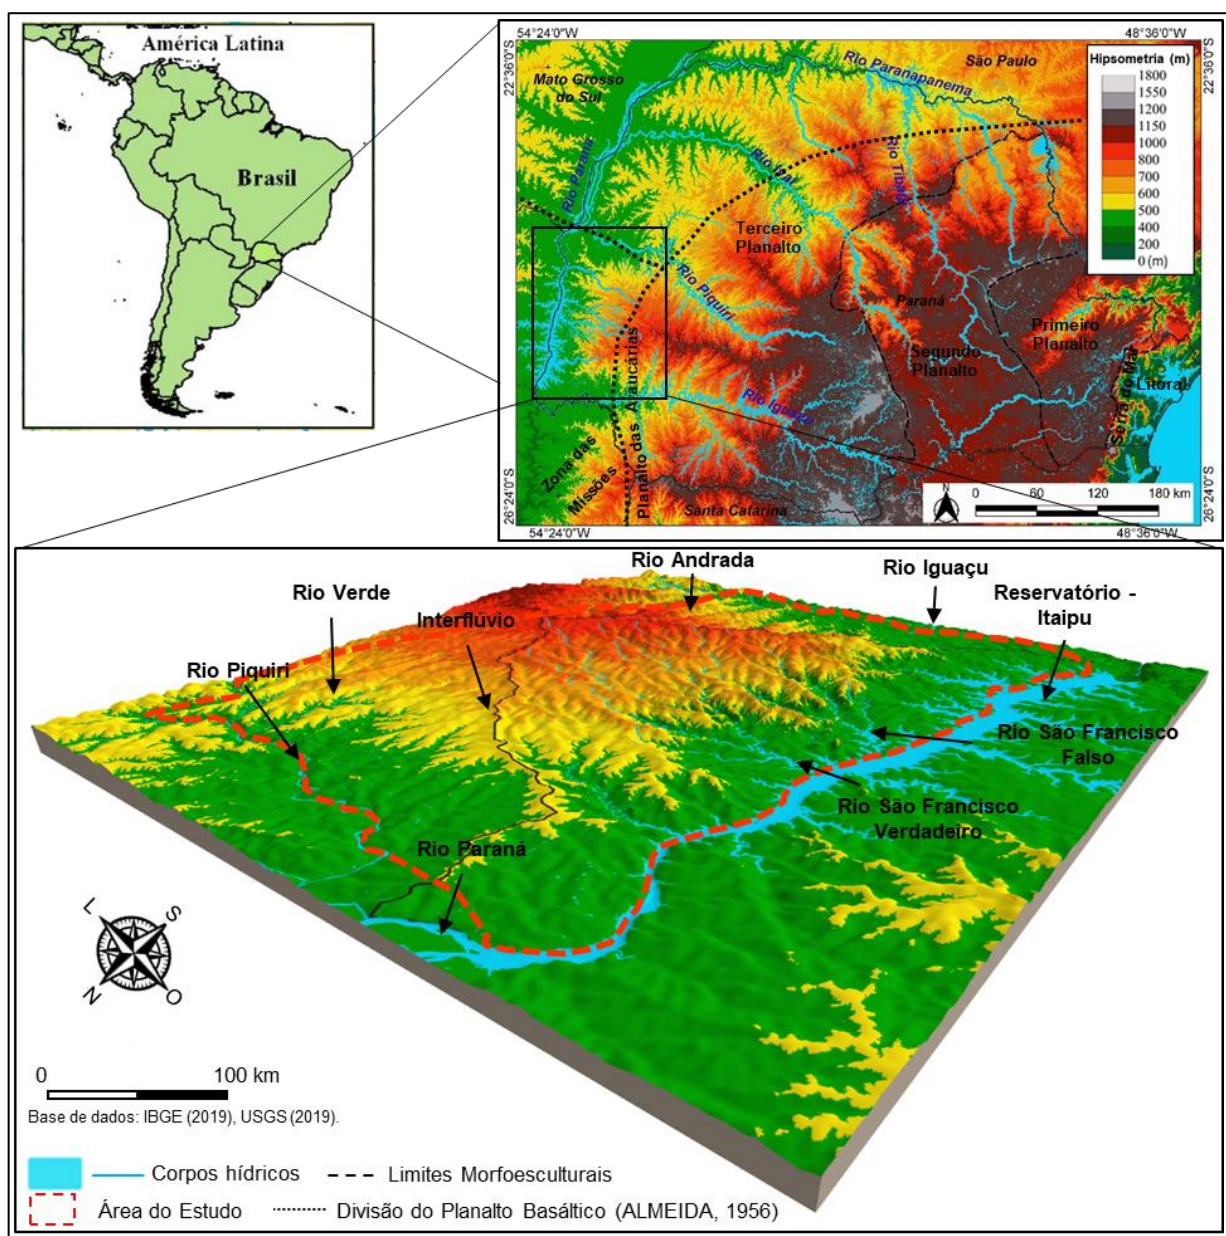 América Latina
Brasil
54°24'0"O
48°36'0"O
22°36'0"S
22°36'0"S
Mato Grosso
do Sul
Rio Paranapanema
São Paulo
Hipsometria (m)
1800
1550
1200
1150
1000
800
700
600
500
400
200
0 (m)
Rio Paraná
Rio Ivaí
Rio Tibagi
Terceiro
Planalto
Rio Piquiri
Paraná
Primeiro
Planalto
Segundo
Planalto
Serra do Mar
Litoral
Rio Iguaçu
Zona das
Missões
Planalto das Araucárias
Santa Catarina
N
0 60 120 180 km
26°24'0"S
26°24'0"S
54°24'0"O
48°36'0"O
Rio Andrada
Rio Iguaçu
Rio Verde
Reservatório -
Itaipu
Interflúvio
Rio Piquiri
Rio São Francisco
Falso
Rio São Francisco
Verdadeiro
Rio Paraná
L
S
N
O
0 100 km
Base de dados: IBGE (2019), USGS (2019).
Corpos hídricos
Limites Morfoesculturais
Área do Estudo
Divisão do Planalto Basáltico (ALMEIDA, 1956)